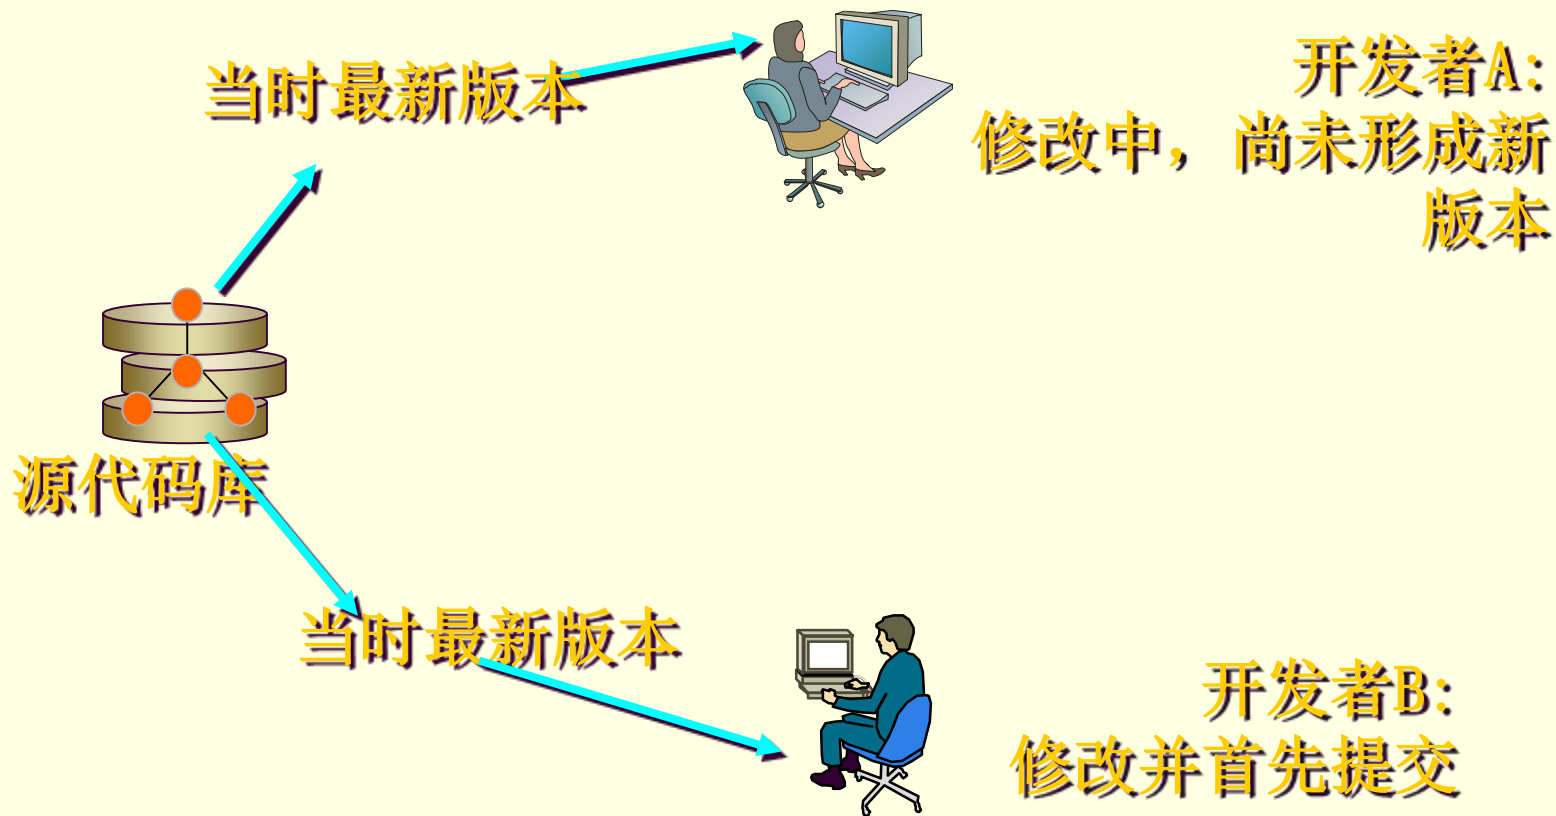 当时最新版本
开发者A:
修改中，尚未形成新
版本
源代码库
当时最新版本
开发者B:
修改并首先提交